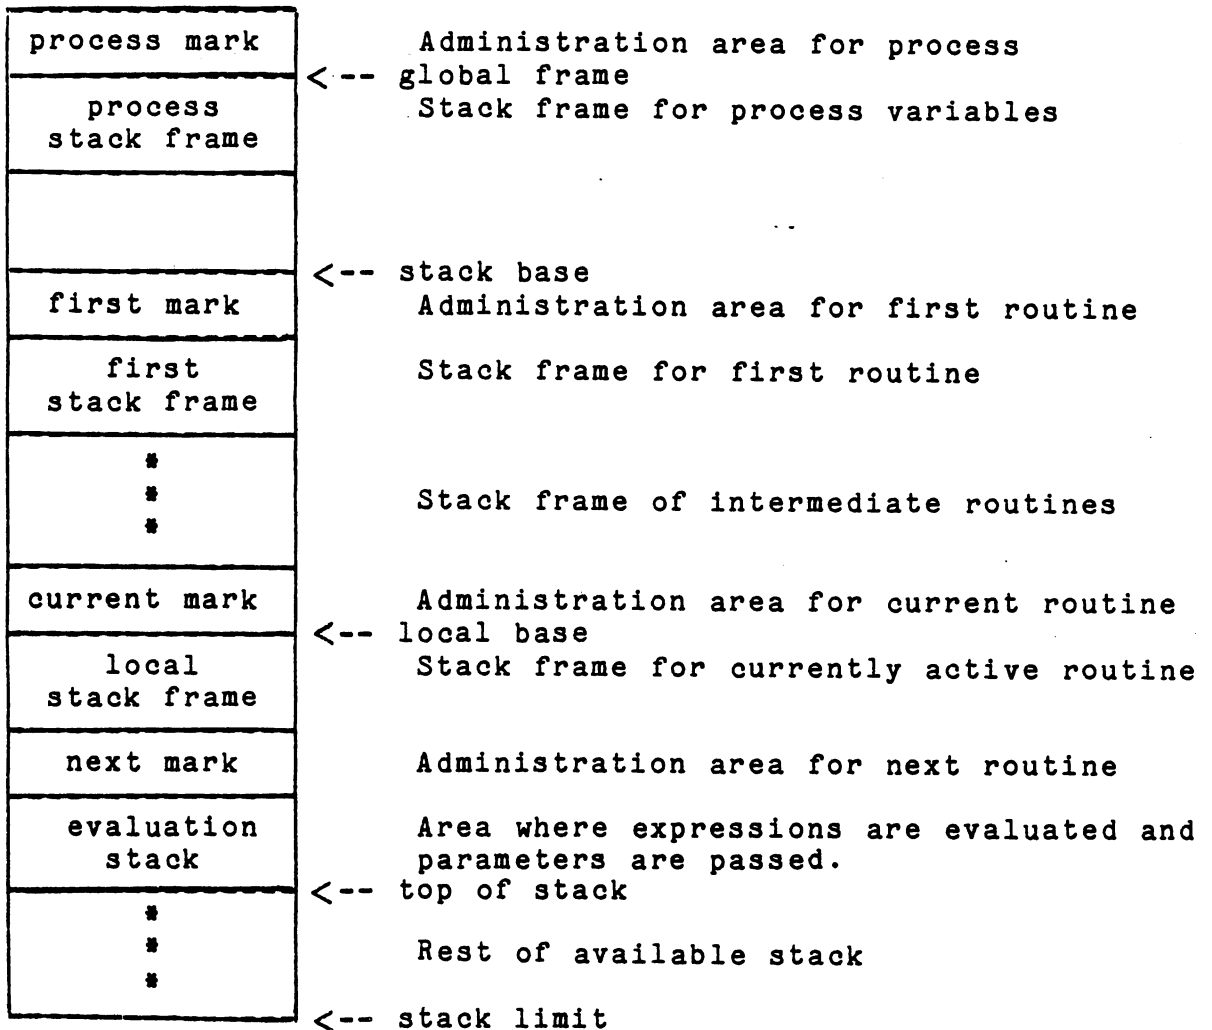 process mark Administration area for process
<-- global frame
process Stack frame for process variables
stack frame
<-- stack base
first mark Administration area for first routine
first Stack frame for first routine
stack frame
*
* Stack frame of intermediate routines
*
current mark Administration area for current routine
<-- local base
local Stack frame for currently active routine
stack frame
next mark Administration area for next routine
evaluation Area where expressions are evaluated and
stack parameters are passed.
<-- top of stack
*
* Rest of available stack
*
<-- stack limit